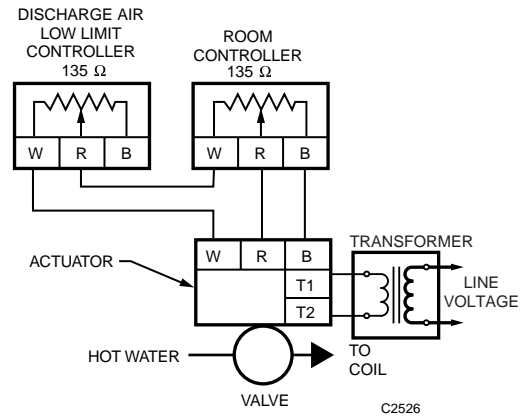 DISCHARGE AIR
LOW LIMIT
CONTROLLER
135 Ω
ROOM
CONTROLLER
135 Ω
W R B
W R B
W R B
T1
T2
ACTUATOR
TRANSFORMER
LINE
VOLTAGE
HOT WATER
TO
COIL
VALVE
C2526